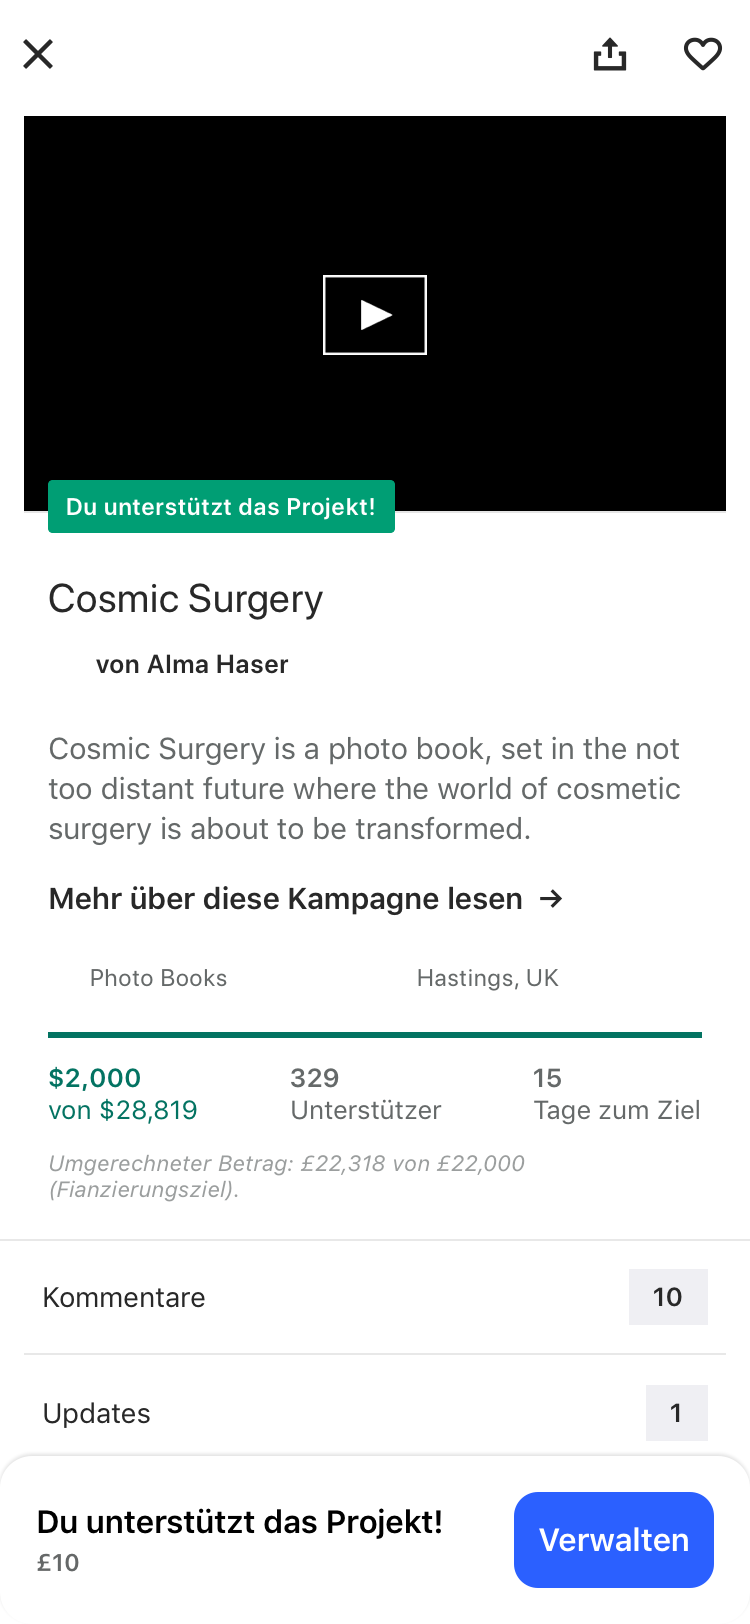 Du unterstützt das Projekt!
Cosmic Surgery
von Alma Haser
Cosmic Surgery is a photo book, set in the not
too distant future where the world of cosmetic
surgery is about to be transformed.
Mehr über diese Kampagne lesen →
Photo Books
Hastings, UK
$2,000
von $28,819
329
Unterstützer
15
Tage zum Ziel
Umgerechneter Betrag: £22,318 von £22,000
(Fianzierungsziel).
Kommentare
10
Updates
1
Du unterstützt das Projekt!
£10
Verwalten